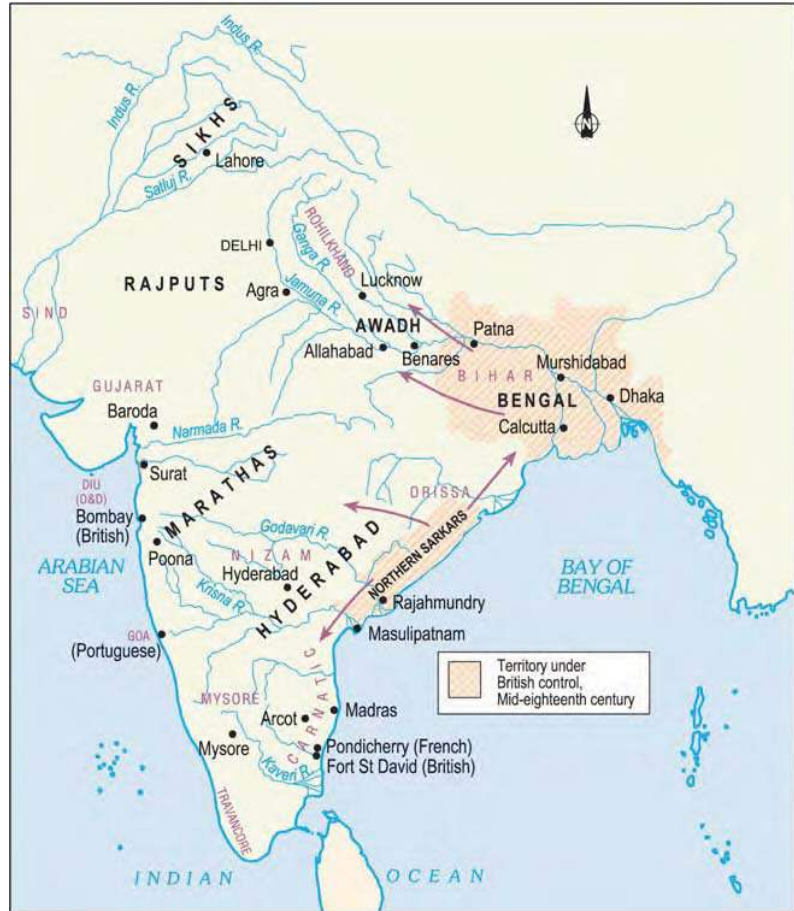 Indus R.
Indus R.
SIKHS
Lahore
Satluj R.
DELHI
ROHILKHAND
Ganga R.
RAJPUTS
Agra
Jamuna R.
Lucknow
SIND
AWADH
Patna
Allahabad
Benares
BIHAR
Murshidabad
GUJARAT
BENGAL
Dhaka
Baroda
Calcutta
Narmada R.
Surat
DIU
(O&D)
MARATHAS
ORISSA
Bombay
(British)
Godavari R.
NORTHERN SARKARS
Poona
NIZAM
ARABIAN
SEA
Hyderabad
HYDERABAD
BAY OF
BENGAL
Krisna R.
Rajahmundry
Masulipatnam
GOA
(Portuguese)
Territory under
British control,
Mid-eighteenth century
CARNATIC
MYSORE
Arcot
Madras
Mysore
Pondicherry (French)
Fort St David (British)
Kaveri R.
TRAVANCORE
INDIAN OCEAN
N